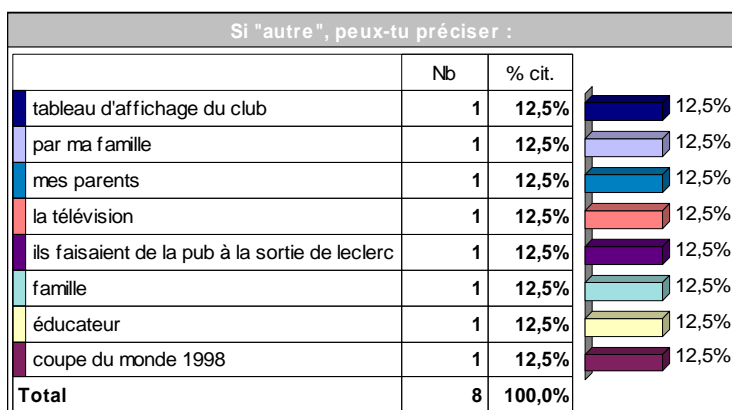 Si "autre", peux-tu préciser :
Nb % cit.
tableau d'affichage du club 1 12,5% 12,5%
par ma famille 1 12,5% 12,5%
mes parents 1 12,5% 12,5%
la télévision 1 12,5% 12,5%
ils faisaient de la pub à la sortie de leclerc 1 12,5% 12,5%
famille 1 12,5% 12,5%
éducateur 1 12,5% 12,5%
coupe du monde 1998 1 12,5% 12,5%
Total 8 100,0%